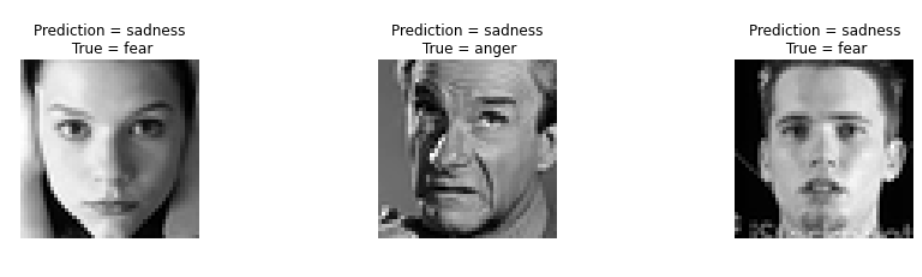 Prediction = sadness
True = fear
Prediction = sadness
True = anger
Prediction = sadness
True = fear